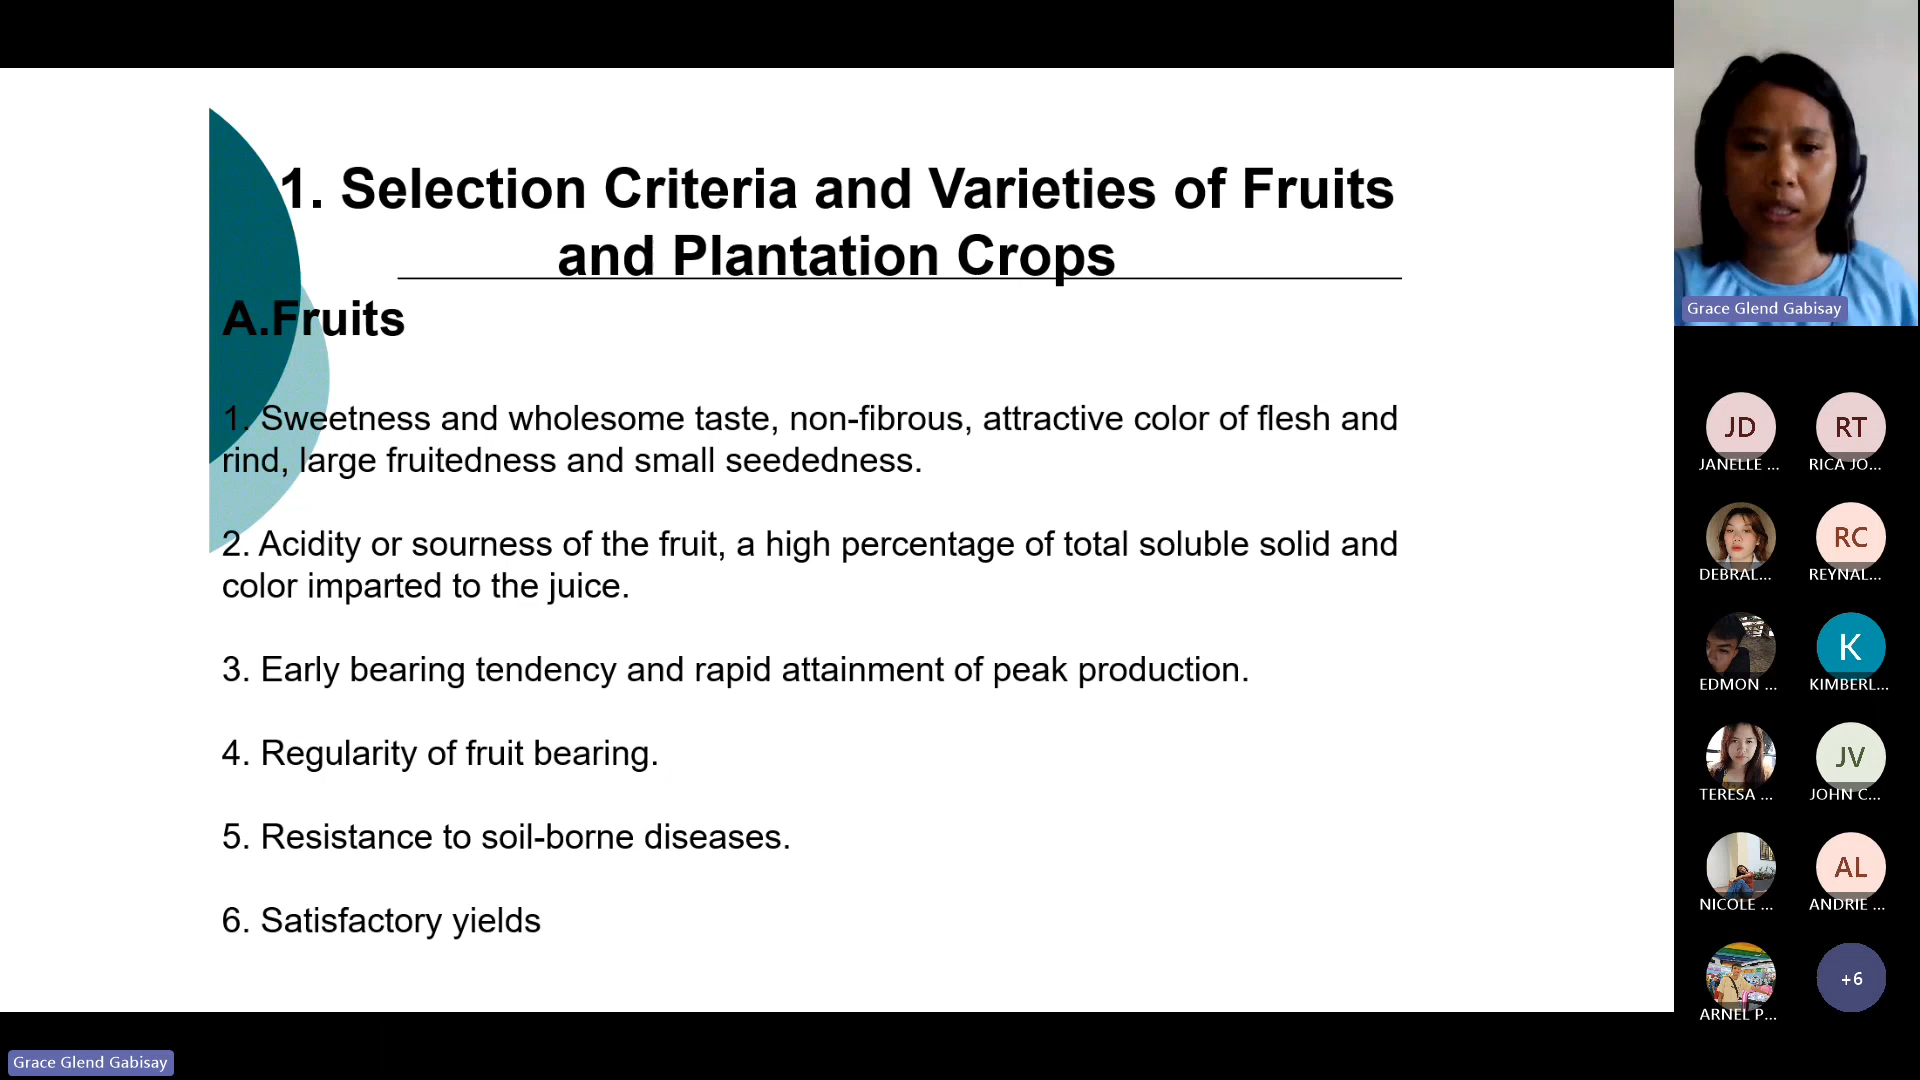 1. Selection Criteria and Varieties of Fruits
and Plantation Crops
A.Fruits
1. Sweetness and wholesome taste, non-fibrous, attractive color of flesh and
rind, large fruitedness and small seededness.
2. Acidity or sourness of the fruit, a high percentage of total soluble solid and
color imparted to the juice.
3. Early bearing tendency and rapid attainment of peak production.
4. Regularity of fruit bearing.
5. Resistance to soil-borne diseases.
6. Satisfactory yields
Grace Glend Gabisay
Grace Glend Gabisay
JD
RT
JANELLE ...
RICA JO...
RC
DEBRAL...
REYNAL...
K
EDMON ...
KIMBERL...
JV
TERESA ...
JOHN C...
AL
NICOLE ...
ANDRIE ...
+6
ARNEL P...